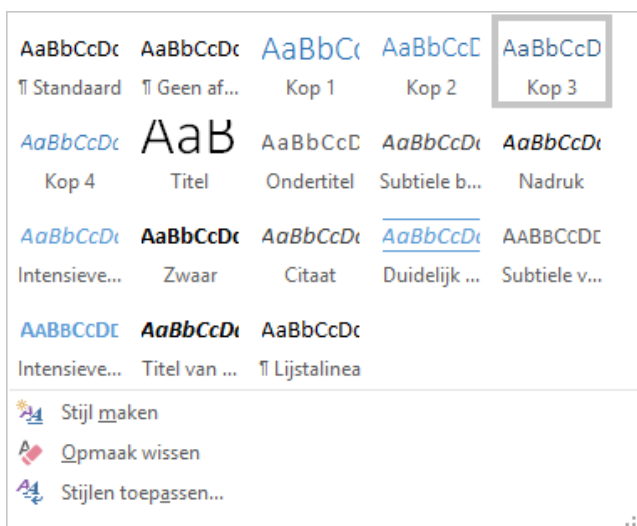 AaBbCcDc AaBbCcDc AaBbCc AaBbCcD AaBbCcD
¶ Standaard ¶ Geen af... Kop 1 Kop 2 Kop 3
AaBbCcDc AaB AaBbCcD AaBbCcDc AaBbCcDc
Kop 4 Titel Ondertitel Subtiele b... Nadruk
AaBbCcDc AaBbCcDc AaBbCcDc AaBbCcDc AABBCCDD
Intensieve... Zwaar Citaat Duidelijk ... Subtiele v...
AABBCCDD AaBbCcDc AaBbCcDc
Intensieve... Titel van ... ¶ Lijstalinea
Stijl maken
Opmaak wissen
Stijlen toepassen...